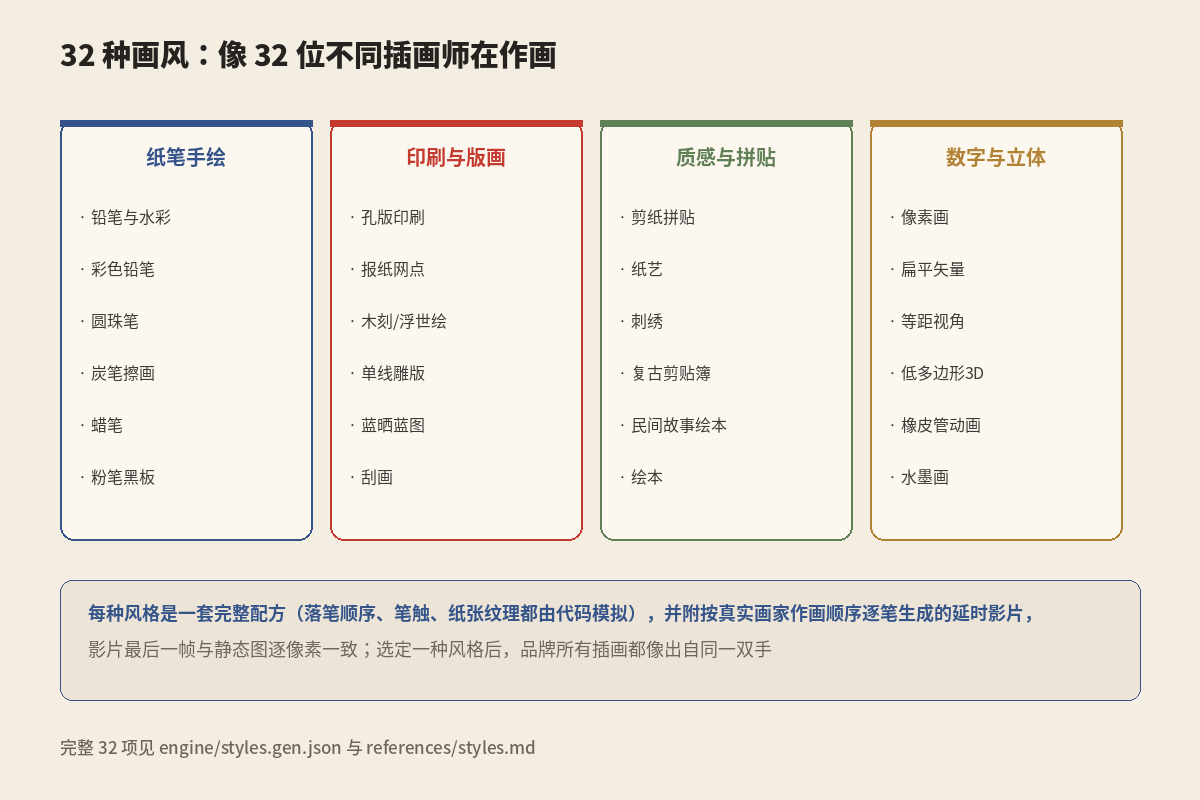 32 种画风：像 32 位不同插画师在作画
纸笔手绘
· 铅笔与水彩
· 彩色铅笔
· 圆珠笔
· 炭笔擦画
· 蜡笔
· 粉笔黑板
印刷与版画
· 孔版印刷
· 报纸网点
· 木刻/浮世绘
· 单线雕版
· 蓝晒蓝图
· 刮画
质感与拼贴
· 剪纸拼贴
· 纸艺
· 刺绣
· 复古剪贴簿
· 民间故事绘本
· 绘本
数字与立体
· 像素画
· 扁平矢量
· 等距视角
· 低多边形3D
· 橡皮管动画
· 水墨画
每种风格是一套完整配方（落笔顺序、笔触、纸张纹理都由代码模拟），并附按真实画家作画顺序逐笔生成的延时影片，
影片最后一帧与静态图逐像素一致；选定一种风格后，品牌所有插画都像出自同一双手
完整 32 项见 engine/styles.gen.json 与 references/styles.md